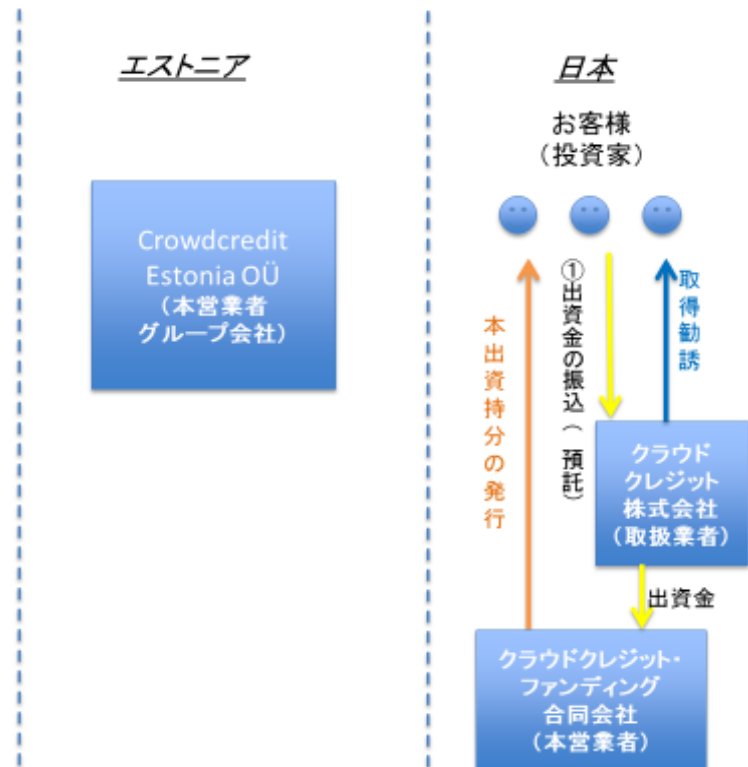 エストニア
Crowdcredit
Estonia OÜ
(本営業者
グループ会社)
日本
お客様
(投資家)
本出資持分の発行
①出資金の振込(預託)
取得勧誘
クラウド
クレジット
株式会社
(取扱業者)
出資金
クラウドクレジット・
ファンディング
合同会社
(本営業者)